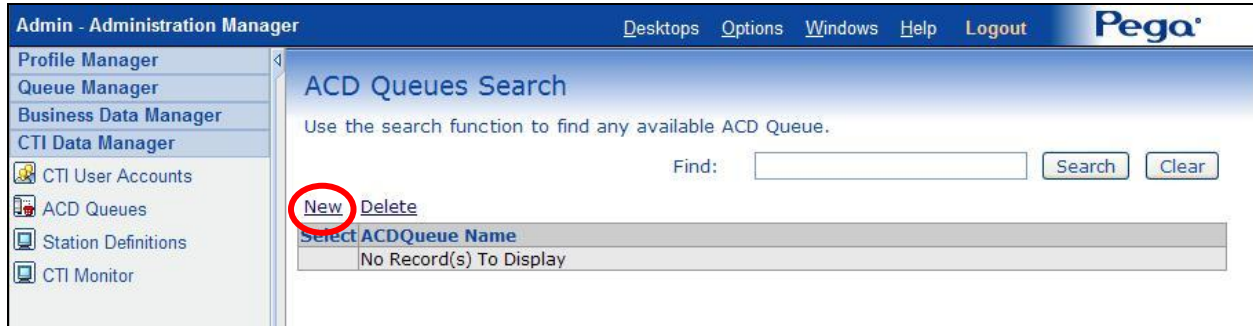 Admin - Administration Manager
Desktops Options Windows Help Logout
Pega
Profile Manager
Queue Manager
Business Data Manager
CTI Data Manager
CTI User Accounts
ACD Queues
Station Definitions
CTI Monitor
ACD Queues Search
Use the search function to find any available ACD Queue.
Find: Search Clear
New Delete
Select ACDQueue Name
No Record(s) To Display